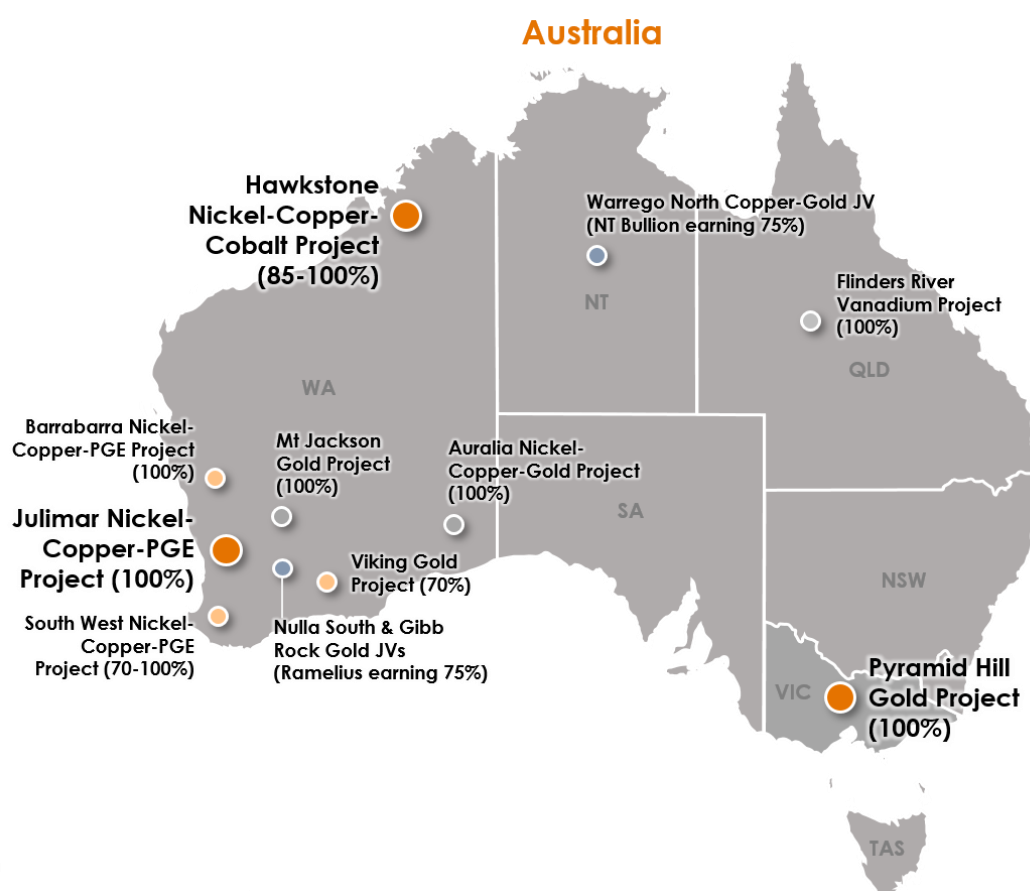 Australia
Hawkstone
Nickel-Copper-
Cobalt Project
(85-100%)
Warrego North Copper-Gold JV
(NT Bullion earning 75%)
Flinders River
Vanadium Project
(100%)
NT
QLD
WA
Barrabarra Nickel-
Copper-PGE Project
(100%)
Mt Jackson
Gold Project
(100%)
Auralia Nickel-
Copper-Gold Project
(100%)
SA
Julimar Nickel-
Copper-PGE
Project (100%)
Viking Gold
Project (70%)
NSW
South West Nickel-
Copper-PGE
Project (70-100%)
Nulla South & Gibb
Rock Gold JVs
(Ramelius earning 75%)
VIC
Pyramid Hill
Gold Project
(100%)
TAS